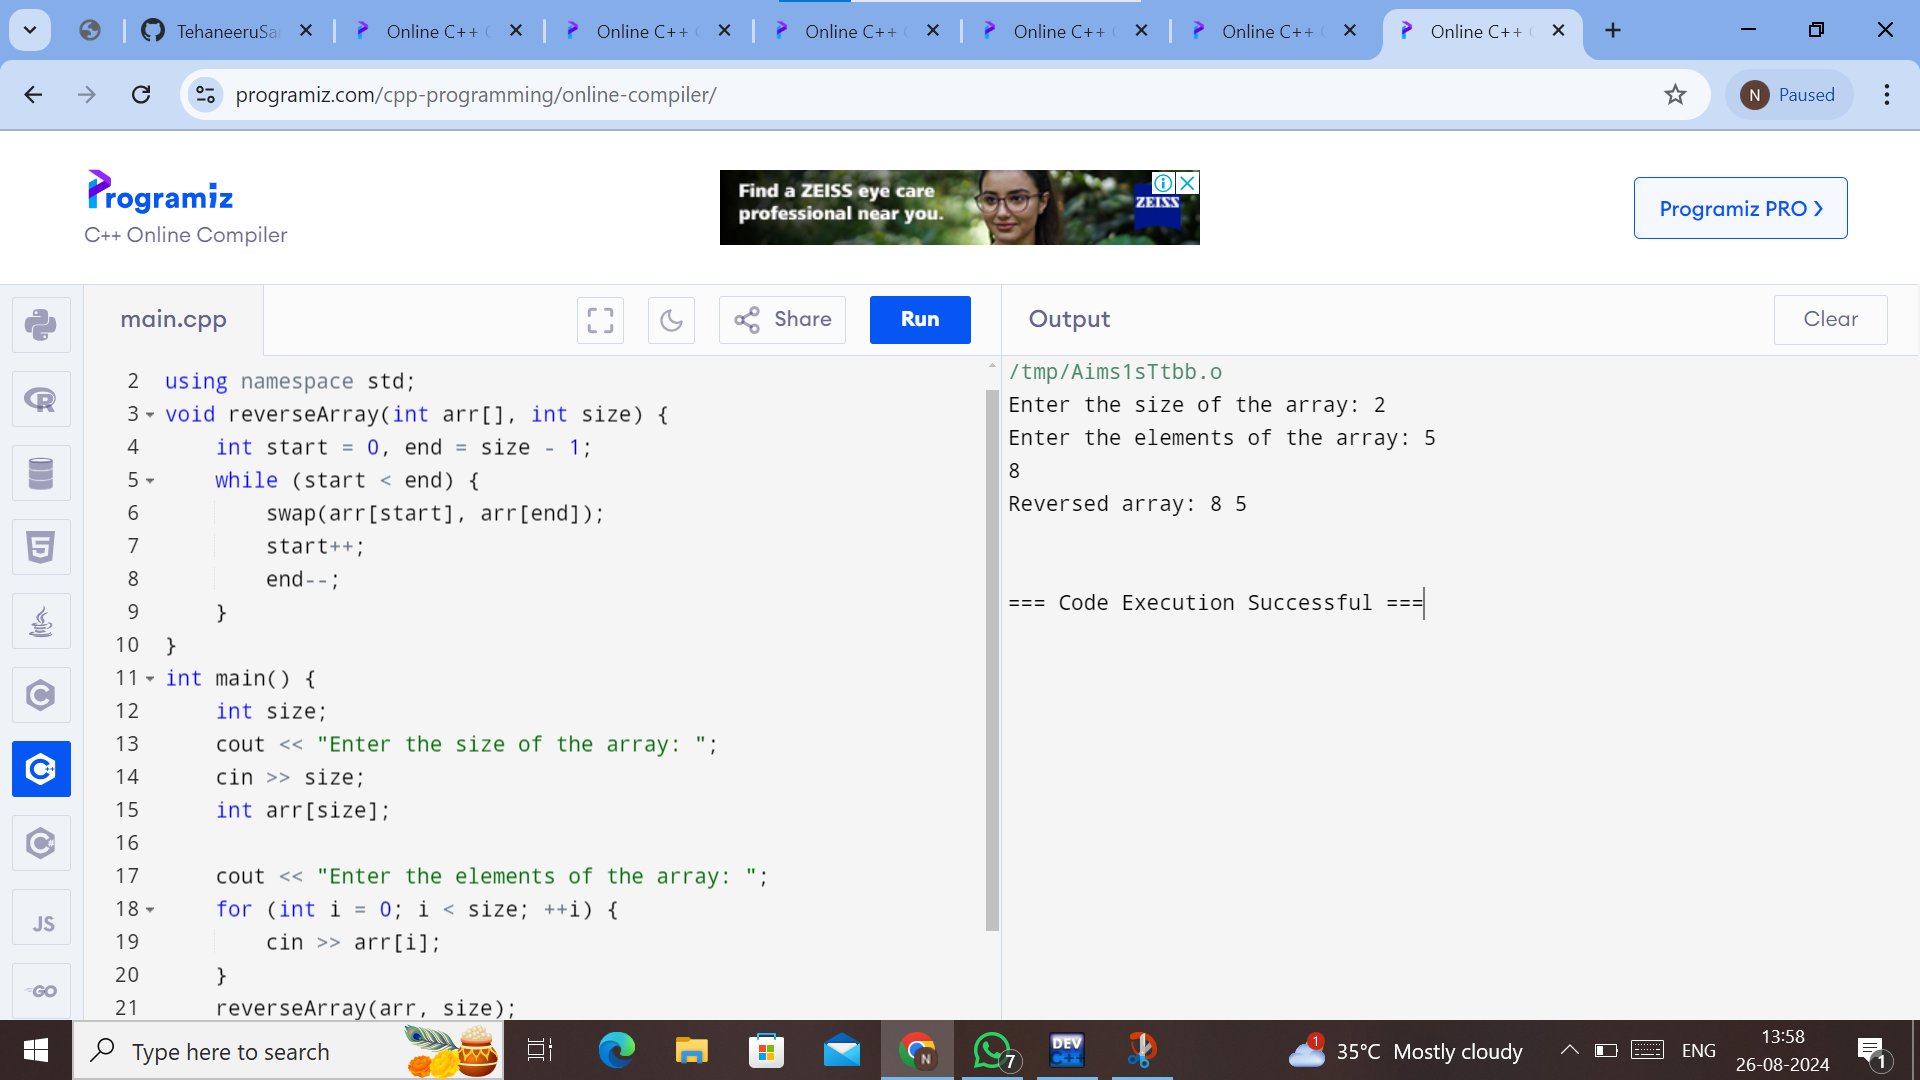 TehaneeruSa
Online C++ C
Online C++ C
Online C++ C
Online C++ C
Online C++ C
Online C++ C
programiz.com/cpp-programming/online-compiler/
N Paused
Programiz
C++ Online Compiler
Find a ZEISS eye care
professional near you.
ZEISS
Programiz PRO
main.cpp
Share
Run
Output
Clear
2 using namespace std;
3 void reverseArray(int arr[], int size) {
4 int start = 0, end = size - 1;
5 while (start < end) {
6 swap(arr[start], arr[end]);
7 start++;
8 end--;
9 }
10 }
11 int main() {
12 int size;
13 cout << "Enter the size of the array: ";
14 cin >> size;
15 int arr[size];
16
17 cout << "Enter the elements of the array: ";
18 for (int i = 0; i < size; ++i) {
19 cin >> arr[i];
20 }
21 reverseArray(arr, size);
/tmp/Aims1sTtbb.o
Enter the size of the array: 2
Enter the elements of the array: 5
8
Reversed array: 8 5
=== Code Execution Successful ===
R
5
C
C++
C#
JS
GO
Type here to search
N
7
DEV
C++
1
35°C Mostly cloudy
ENG
13:58
26-08-2024
1